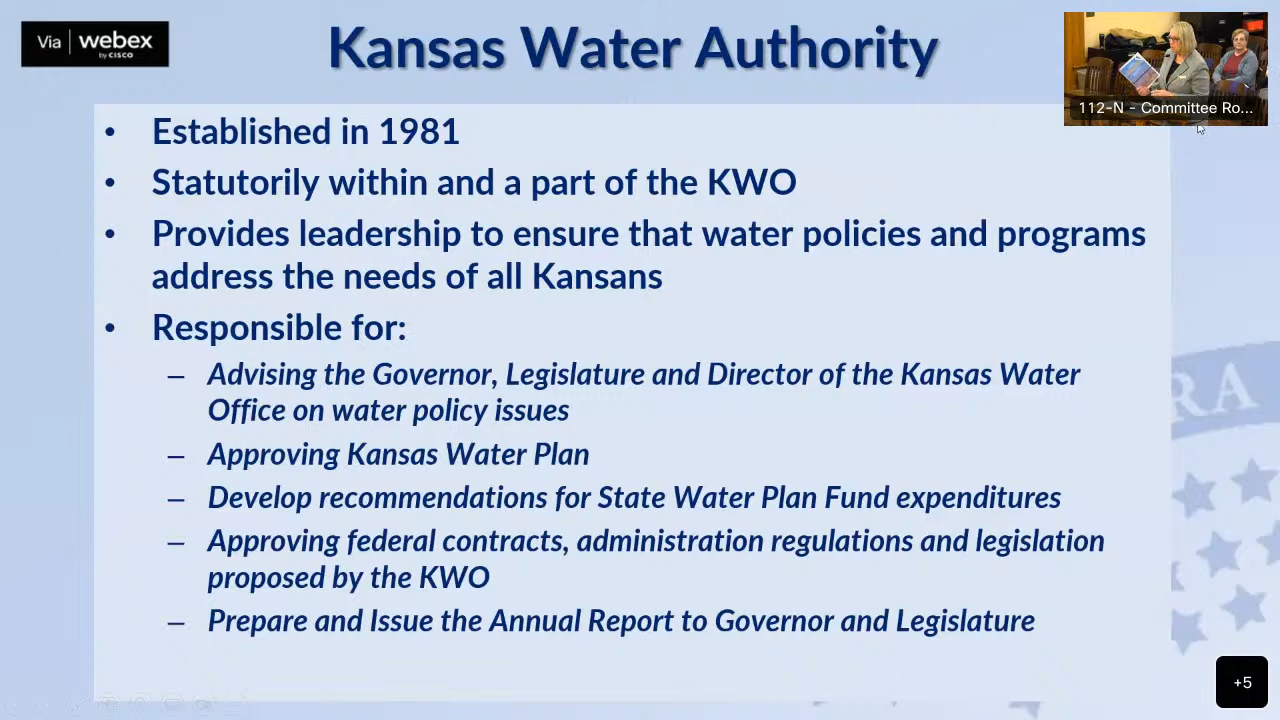 Via | webex
by CISCO
Kansas Water Authority
112-N - Committee Ro...
• Established in 1981
• Statutorily within and a part of the KWO
• Provides leadership to ensure that water policies and programs
address the needs of all Kansans
• Responsible for:
– Advising the Governor, Legislature and Director of the Kansas Water
Office on water policy issues
– Approving Kansas Water Plan
– Develop recommendations for State Water Plan Fund expenditures
– Approving federal contracts, administration regulations and legislation
proposed by the KWO
– Prepare and Issue the Annual Report to Governor and Legislature
RA
+5